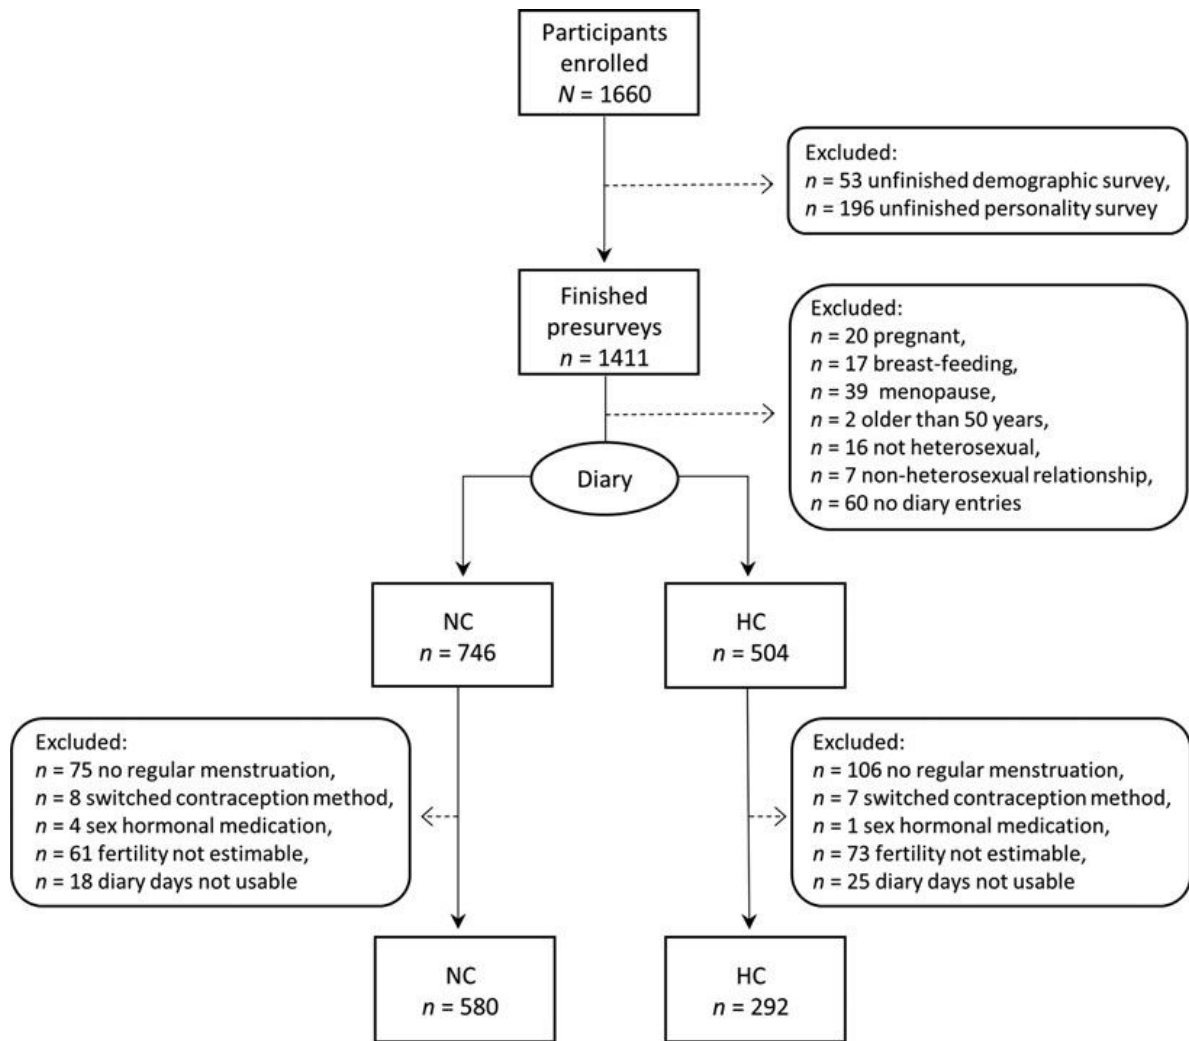 Participants
enrolled
N = 1660
Excluded:
n = 53 unfinished demographic survey,
n = 196 unfinished personality survey
Finished
presurveys
n = 1411
Excluded:
n = 20 pregnant,
n = 17 breast-feeding,
n = 39 menopause,
n = 2 older than 50 years,
n = 16 not heterosexual,
n = 7 non-heterosexual relationship,
n = 60 no diary entries
Diary
NC
n = 746
HC
n = 504
Excluded:
n = 75 no regular menstruation,
n = 8 switched contraception method,
n = 4 sex hormonal medication,
n = 61 fertility not estimable,
n = 18 diary days not usable
Excluded:
n = 106 no regular menstruation,
n = 7 switched contraception method,
n = 1 sex hormonal medication,
n = 73 fertility not estimable,
n = 25 diary days not usable
NC
n = 580
HC
n = 292